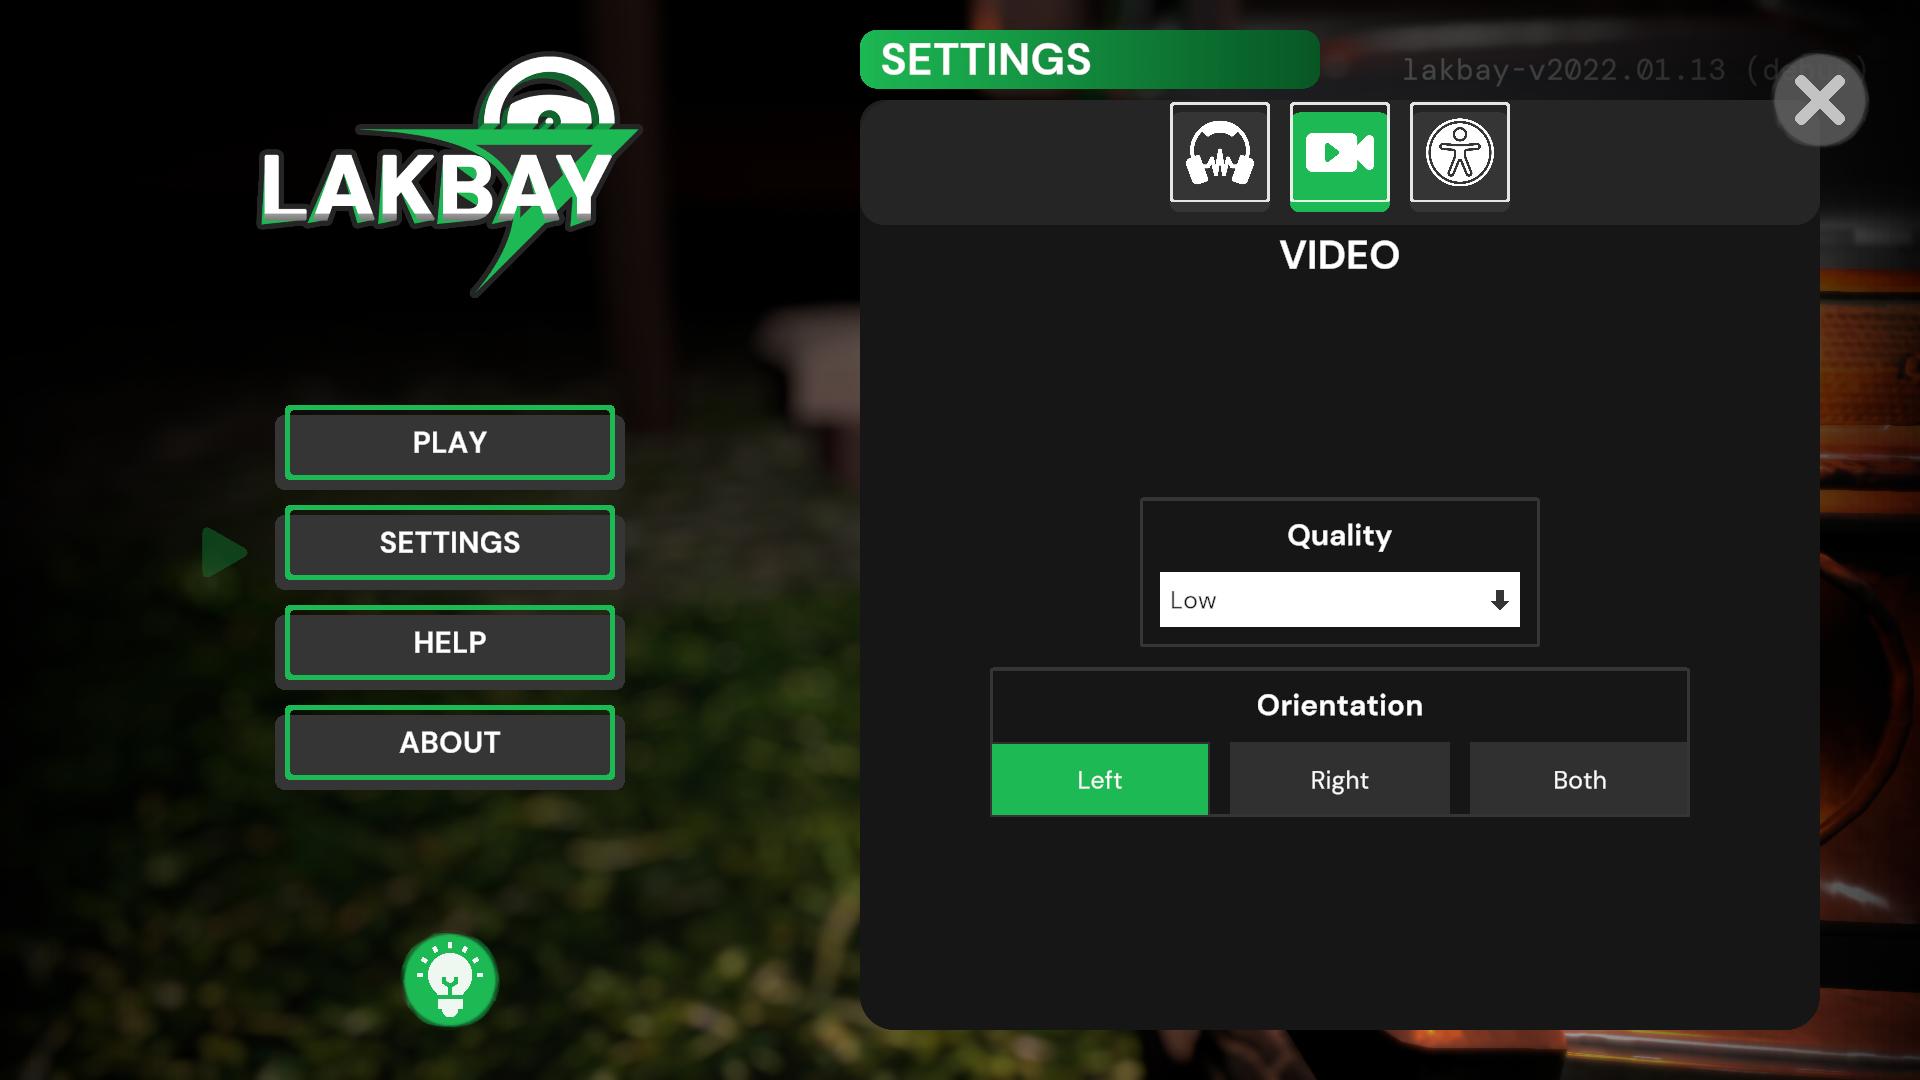 LAKBAY
PLAY
SETTINGS
HELP
ABOUT
SETTINGS
lakbay-v2022.01.13
VIDEO
Quality
Low
Orientation
Left
Right
Both